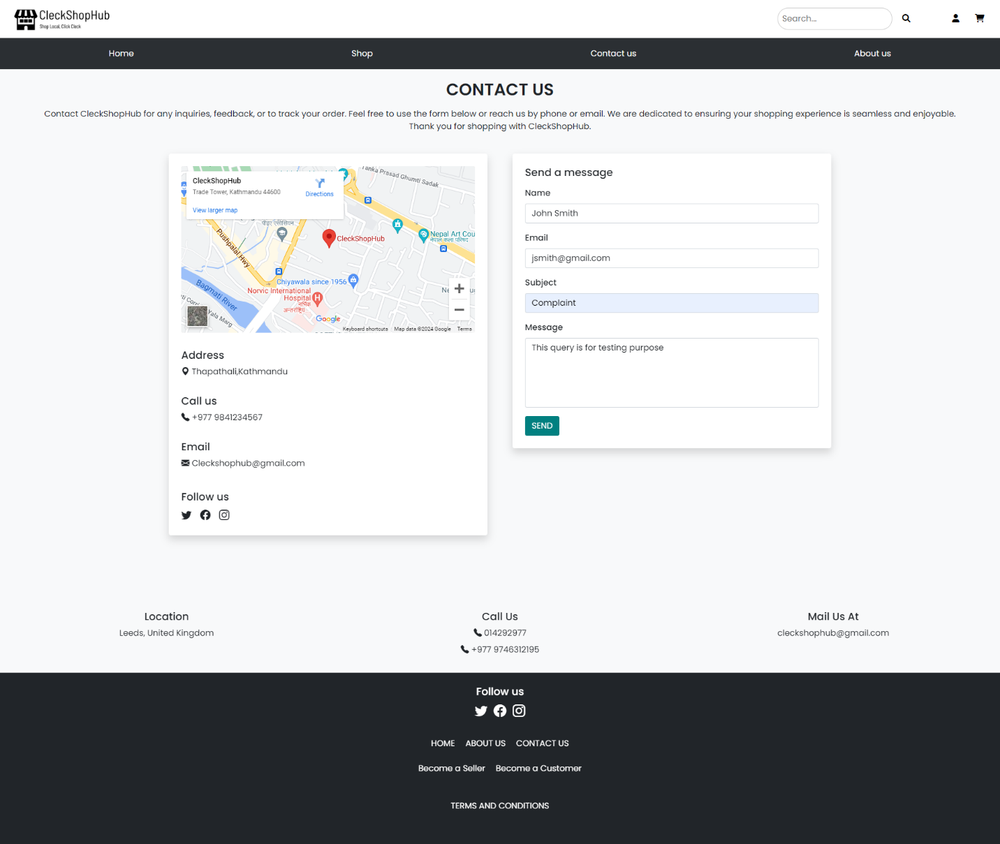 CleckShopHub
Shop Local, Click Cleck
Search...
Home
Shop
Contact us
About us
CONTACT US
Contact CleckShopHub for any inquiries, feedback, or to track your order. Feel free to use the form below or reach us by phone or email. We are dedicated to ensuring your shopping experience is seamless and enjoyable.
Thank you for shopping with CleckShopHub.
CleckShopHub
Trade Tower, Kathmandu 44600
Directions
View larger map
Tanka Prasad Ghumti Sadak
Pushpalal Hwy
CleckShopHub
Nepal Art Cou
नेपाल कला परिषद
Chiyawala since 1956
Norvic International
Hospital
नर्भिक
अन्तर्राष्ट्रिय...
Bagmati River
Yala Marg
Google
Keyboard shortcuts
Map data ©2024 Google
Terms
Address
Thapathali,Kathmandu
Call us
+977 9841234567
Email
Cleckshophub@gmail.com
Follow us
Send a message
Name
John Smith
Email
jsmith@gmail.com
Subject
Complaint
Message
This query is for testing purpose
SEND
Location
Leeds, United Kingdom
Call Us
014292977
+977 9746312195
Mail Us At
cleckshophub@gmail.com
Follow us
HOME ABOUT US CONTACT US
Become a Seller Become a Customer
TERMS AND CONDITIONS